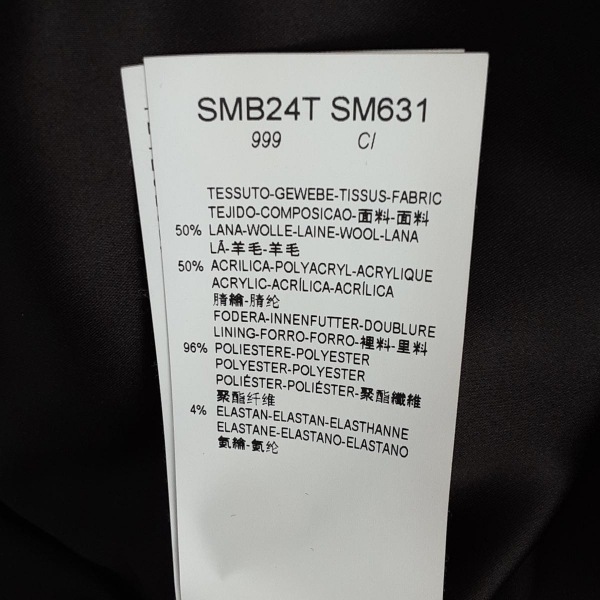 SMB24T SM631
999 CI
TESSUTO-GEWEBE-TISSUS-FABRIC
TEJIDO-COMPOSICAO-面料-面料
50% LANA-WOLLE-LAINE-WOOL-LANA
LÃ-羊毛-羊毛
50% ACRILICA-POLYACRYL-ACRYLIQUE
ACRYLIC-ACRÍLICA-ACRÍLICA
腈綸-腈纶
FODERA-INNENFUTTER-DOUBLURE
LINING-FORRO-FORRO-裡料-里料
96% POLIESTERE-POLYESTER
POLYESTER-POLYESTER
POLIÉSTER-POLIÉSTER-聚酯纖維
聚酯纤维
4% ELASTAN-ELASTAN-ELASTHANNE
ELASTANE-ELASTANO-ELASTANO
氨綸-氨纶